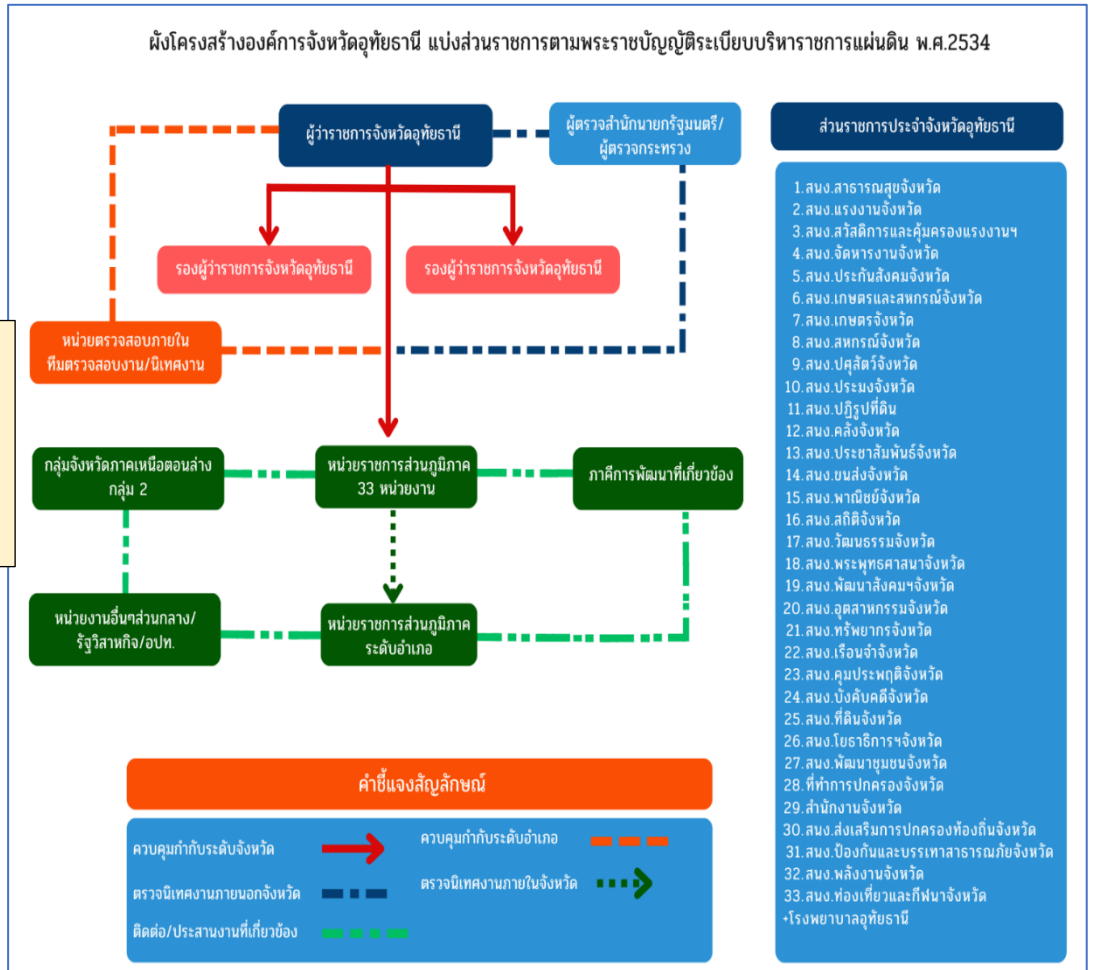 ผังโครงสร้างองค์การจังหวัดอุทัยธานี แบ่งส่วนราชการตามพระราชบัญญัติระเบียบบริหาราชการแผ่นดิน พ.ศ.2534
ผู้ว่าราชการจังหวัดอุทัยธานี
ผู้ตรวจสำนักนายกรัฐมนตรี/
ผู้ตรวจกระทรวง
รองผู้ว่าราชการจังหวัดอุทัยธานี
รองผู้ว่าราชการจังหวัดอุทัยธานี
หน่วยตรวจสอบภายใน
ทีมตรวจสอบงาน/นิเทศงาน
กลุ่มจังหวัดภาคเหนือตอนล่าง
กลุ่ม 2
หน่วยราชการส่วนภูมิภาค
33 หน่วยงาน
ภาคีการพัฒนาที่เกี่ยวข้อง
หน่วยงานอื่นๆส่วนกลาง/
รัฐวิสาหกิจ/อปท.
หน่วยราชการส่วนภูมิภาค
ระดับอำเภอ
คำชี้แจงสัญลักษณ์
ควบคุมกำกับระดับจังหวัด
ควบคุมกำกับระดับอำเภอ
ตรวจนิเทศงานภายนอกจังหวัด
ตรวจนิเทศงานภายในจังหวัด
ติดต่อ/ประสานงานที่เกี่ยวข้อง
ส่วนราชการประจำจังหวัดอุทัยธานี
1.สนง.สาธารณสุขจังหวัด
2.สนง.แรงงานจังหวัด
3.สนง.สวัสดิการและคุ้มครองแรงงานฯ
4.สนง.จัดหางานจังหวัด
5.สนง.ประกันสังคมจังหวัด
6.สนง.เกษตรและสหกรณ์จังหวัด
7.สนง.เกษตรจังหวัด
8.สนง.สหกรณ์จังหวัด
9.สนง.ปศุสัตว์จังหวัด
10.สนง.ประมงจังหวัด
11.สนง.ปฏิรูปที่ดิน
12.สนง.คลังจังหวัด
13.สนง.ประชาสัมพันธ์จังหวัด
14.สนง.ขนส่งจังหวัด
15.สนง.พาณิชย์จังหวัด
16.สนง.สถิติจังหวัด
17.สนง.วัฒนธรรมจังหวัด
18.สนง.พระพุทธศาสนาจังหวัด
19.สนง.พัฒนาสังคมฯจังหวัด
20.สนง.อุตสาหกรรมจังหวัด
21.สนง.ทรัพยากรจังหวัด
22.สนง.เรือนจำจังหวัด
23.สนง.คุมประพฤติจังหวัด
24.สนง.บังคับคดีจังหวัด
25.สนง.ที่ดินจังหวัด
26.สนง.โยธาธิการฯจังหวัด
27.สนง.พัฒนาชุมชนจังหวัด
28.ที่ทำการปกครองจังหวัด
29.สำนักงานจังหวัด
30.สนง.ส่งเสริมการปกครองท้องถิ่นจังหวัด
31.สนง.ป้องกันและบรรเทาสาธารณภัยจังหวัด
32.สนง.พลังงานจังหวัด
33.สนง.ท่องเที่ยวและกีฬนาจังหวัด
+โรงพยาบาลอุทัยธานี